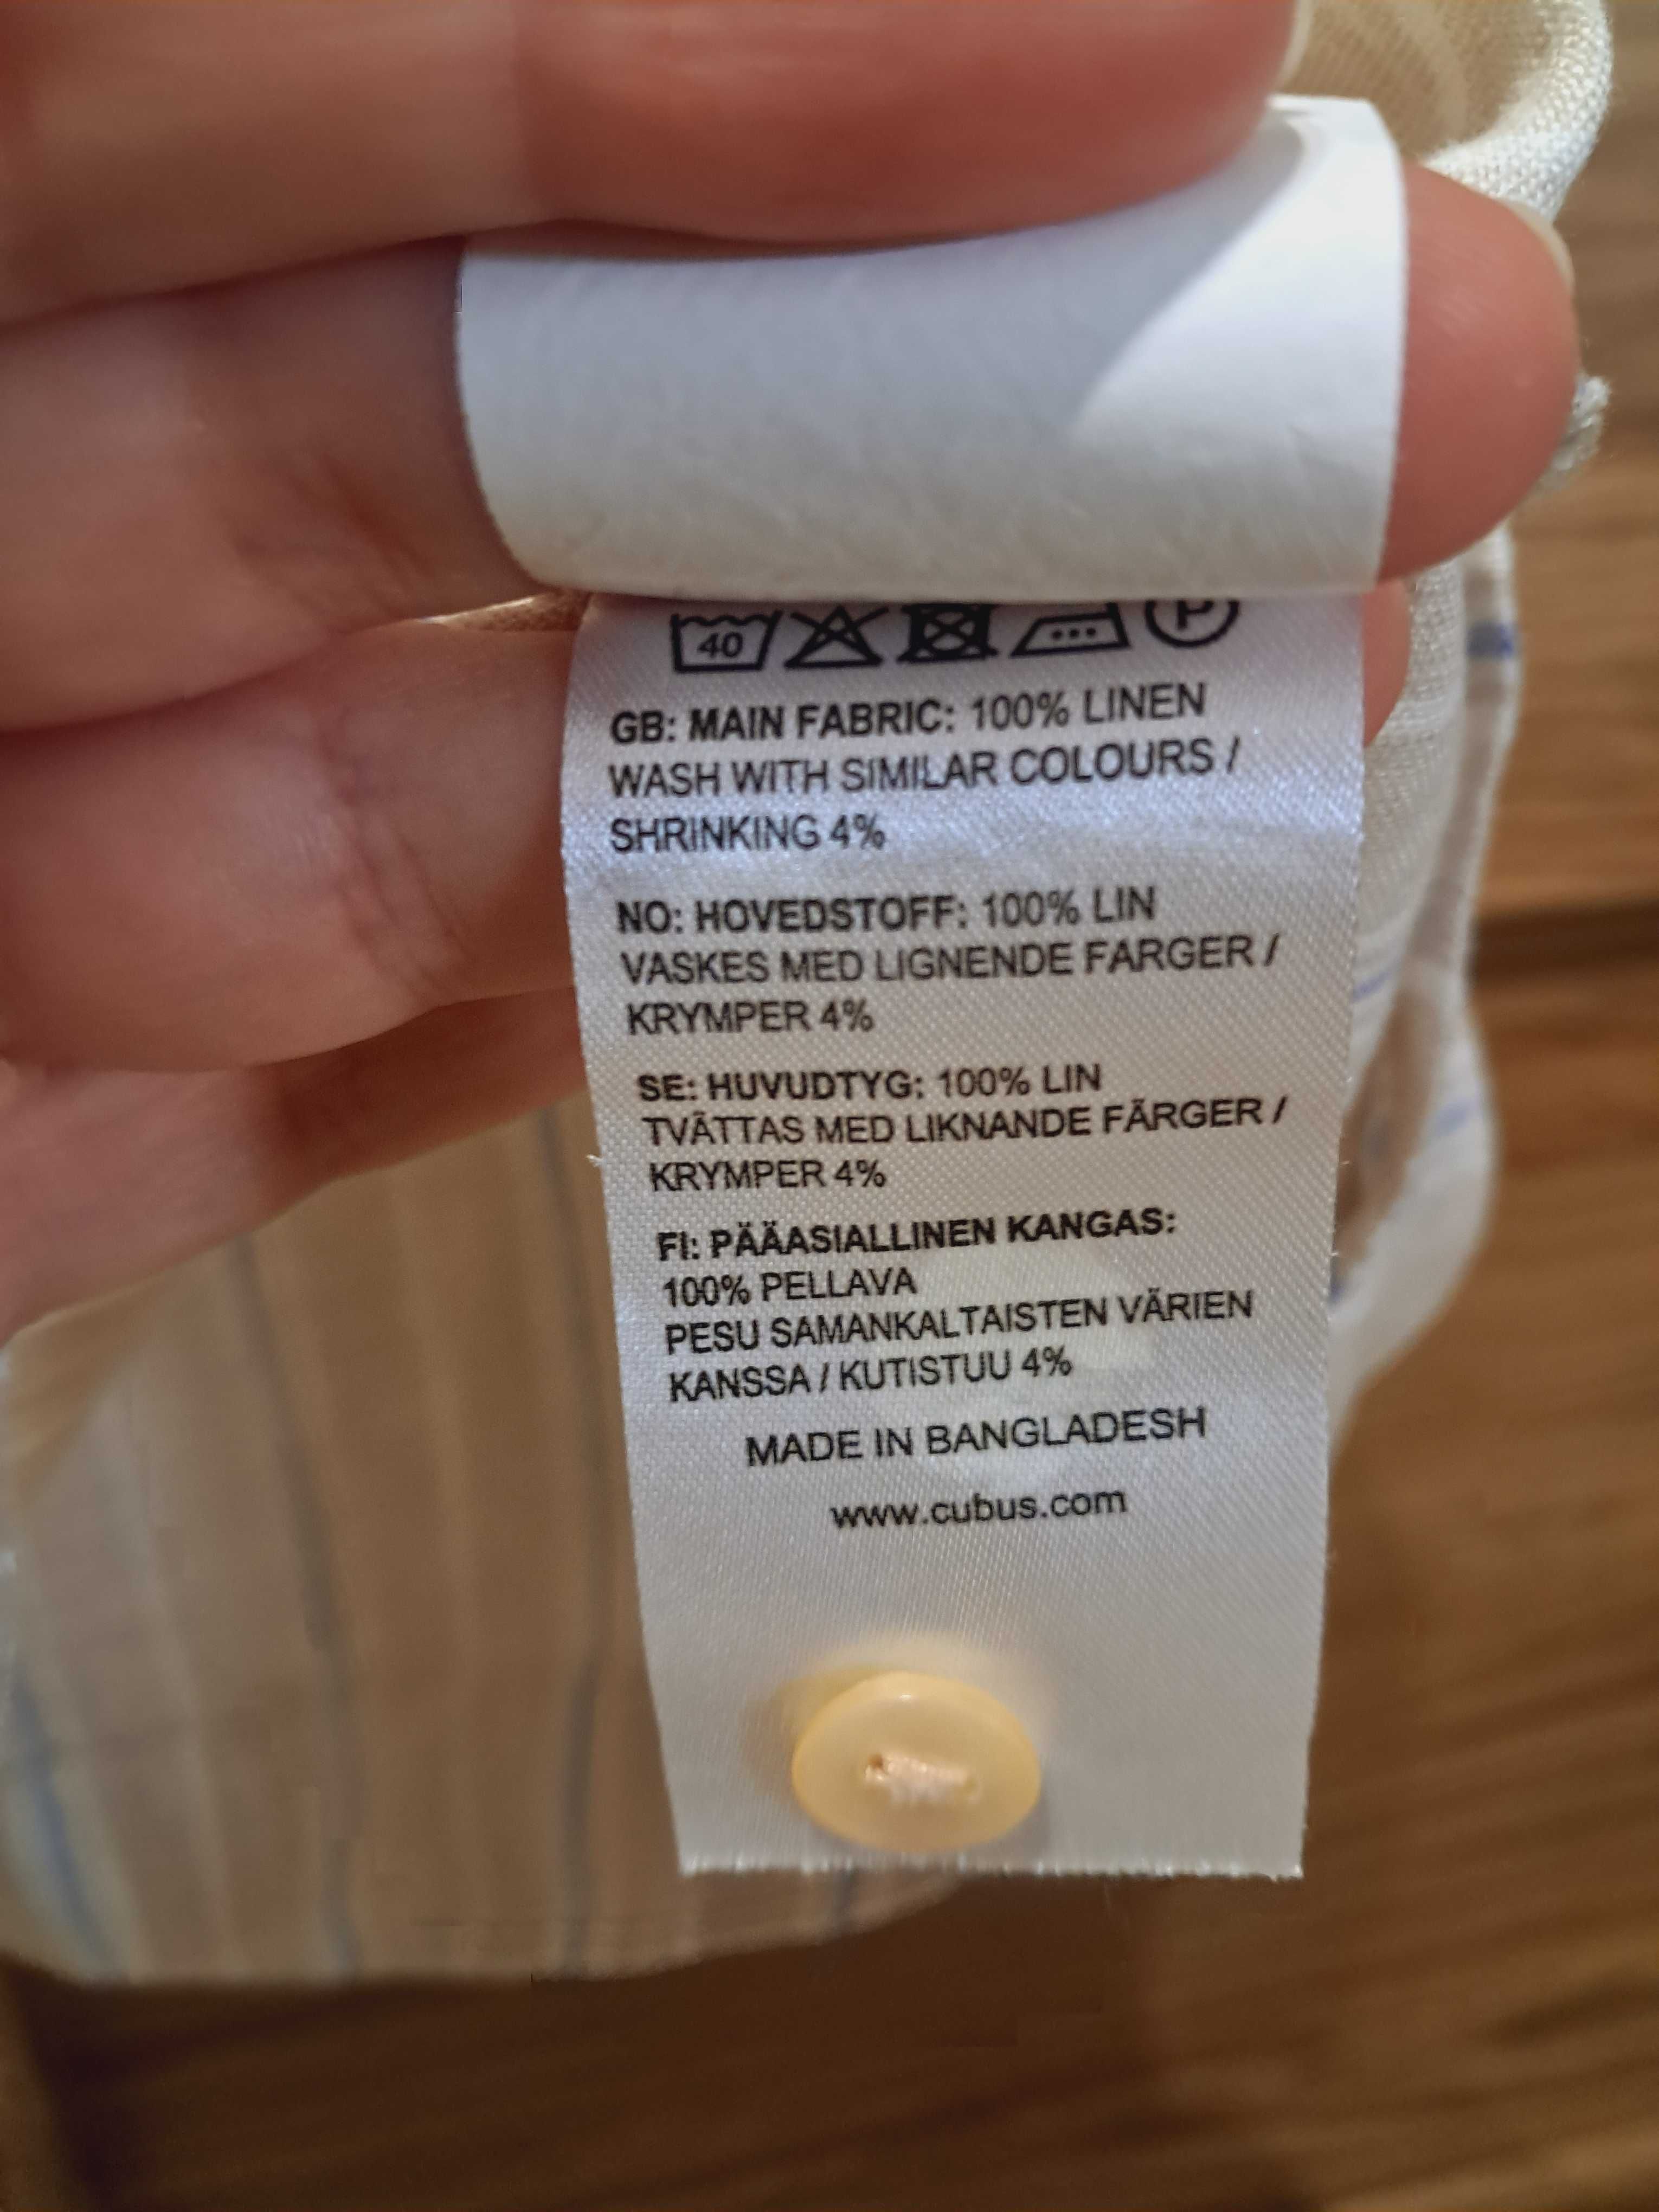 40 P
GB: MAIN FABRIC: 100% LINEN
WASH WITH SIMILAR COLOURS /
SHRINKING 4%
NO: HOVEDSTOFF: 100% LIN
VASKES MED LIGNENDE FARGER /
KRYMPER 4%
SE: HUVUDTYG: 100% LIN
TVÄTTAS MED LIKNANDE FÄRGER /
KRYMPER 4%
FI: PÄÄASIALLINEN KANGAS:
100% PELLAVA
PESU SAMANKALTAISTEN VÄRIEN
KANSSA / KUTISTUU 4%
MADE IN BANGLADESH
www.cubus.com